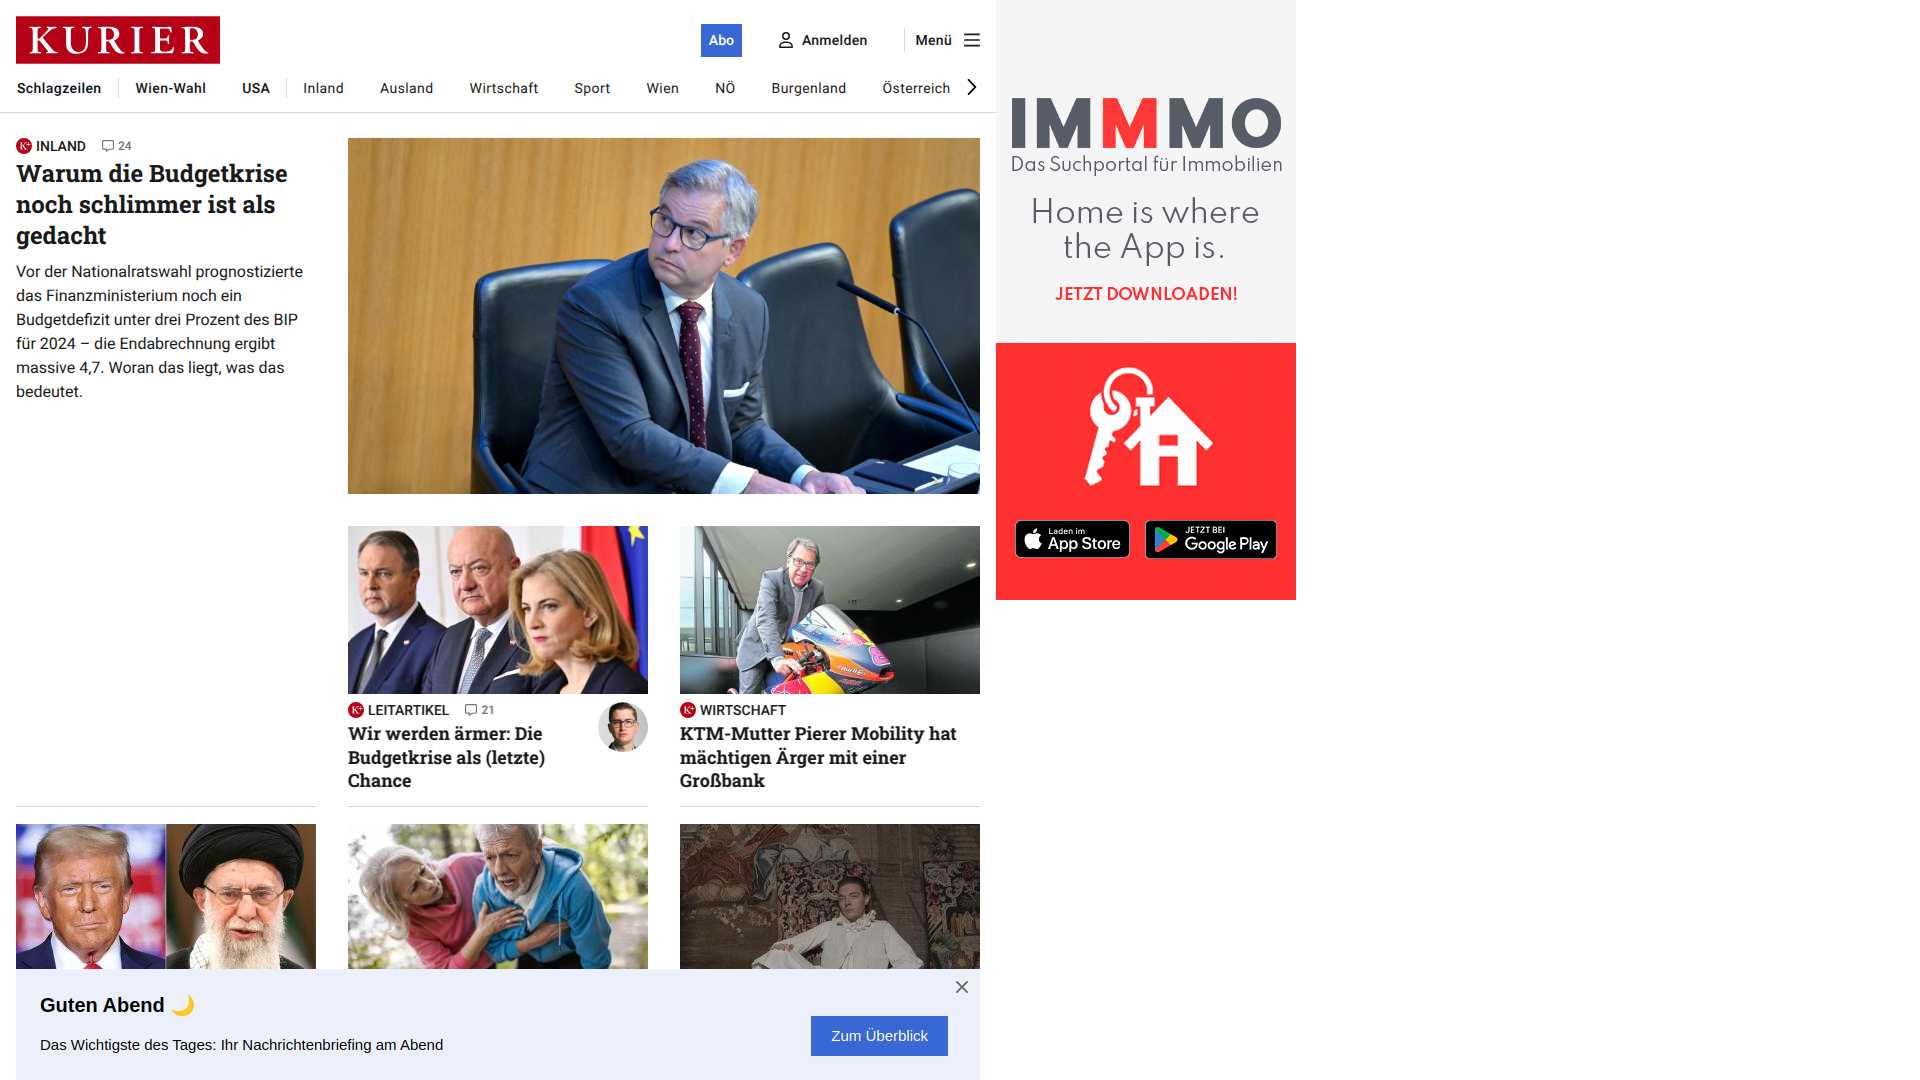 KURIER
Abo
Anmelden
Menü
Schlagzeilen
Wien-Wahl
USA
Inland
Ausland
Wirtschaft
Sport
Wien
NÖ
Burgenland
Österreich
INLAND
24
Warum die Budgetkrise
noch schlimmer ist als
gedacht
Vor der Nationalratswahl prognostizierte
das Finanzministerium noch ein
Budgetdefizit unter drei Prozent des BIP
für 2024 – die Endabrechnung ergibt
massive 4,7. Woran das liegt, was das
bedeutet.
LEITARTIKEL
21
Wir werden ärmer: Die
Budgetkrise als (letzte)
Chance
WIRTSCHAFT
KTM-Mutter Pierer Mobility hat
mächtigen Ärger mit einer
Großbank
Guten Abend 🌙
Das Wichtigste des Tages: Ihr Nachrichtenbriefing am Abend
Zum Überblick
IMMMO
Das Suchportal für Immobilien
Home is where
the App is.
JETZT DOWNLOADEN!
Laden im
App Store
JETZT BEI
Google Play